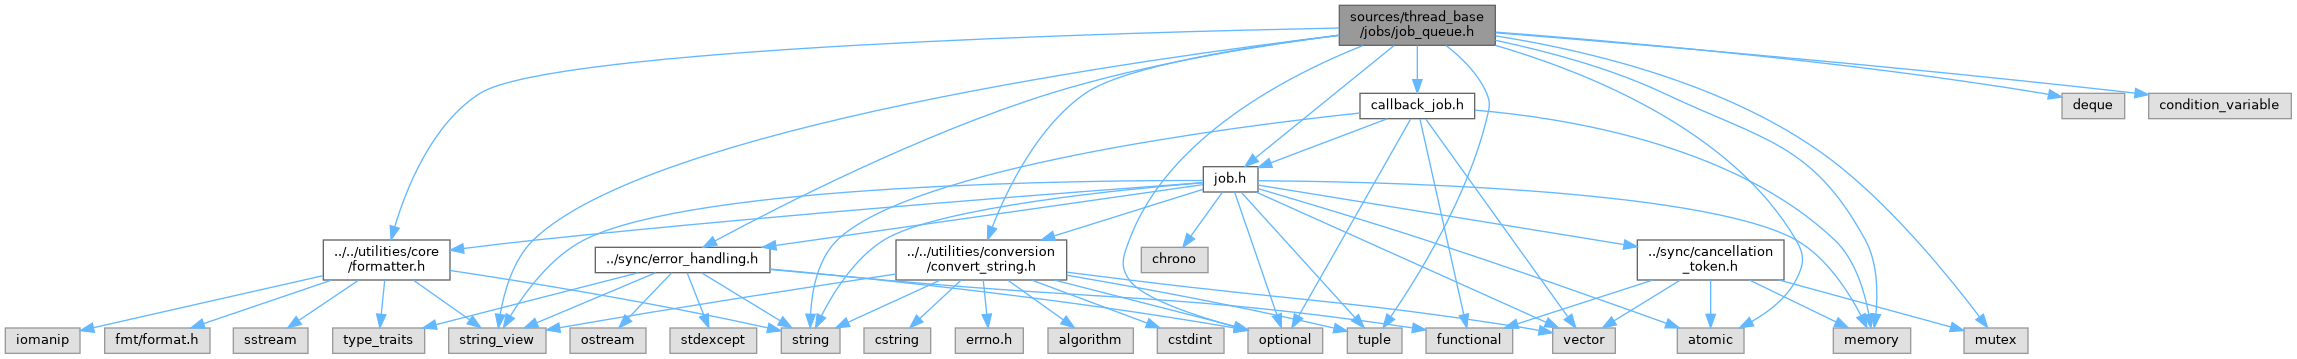 sources/thread_base
/jobs/job_queue.h
callback_job.h
deque
condition_variable
job.h
../../utilities/core
/formatter.h
../sync/error_handling.h
../../utilities/conversion
/convert_string.h
chrono
../sync/cancellation
_token.h
iomanip
fmt/format.h
sstream
type_traits
string_view
ostream
stdexcept
string
cstring
errno.h
algorithm
cstdint
optional
tuple
functional
vector
atomic
memory
mutex